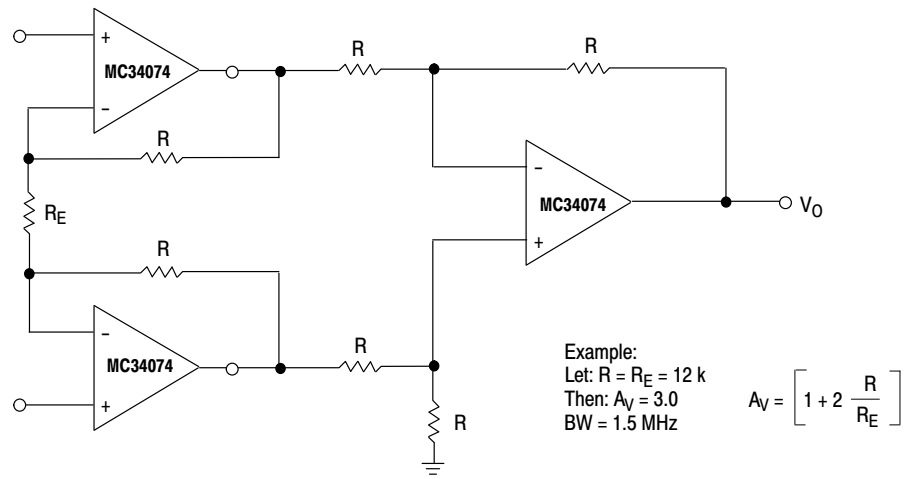 R
R
+
MC34074
−
R
−
MC34074
+
V_O
R_E
R
−
MC34074
+
R
R
Example:
Let: R = R_E = 12 k
Then: A_V = 3.0
BW = 1.5 MHz
A_V = [1 + 2 R/R_E]